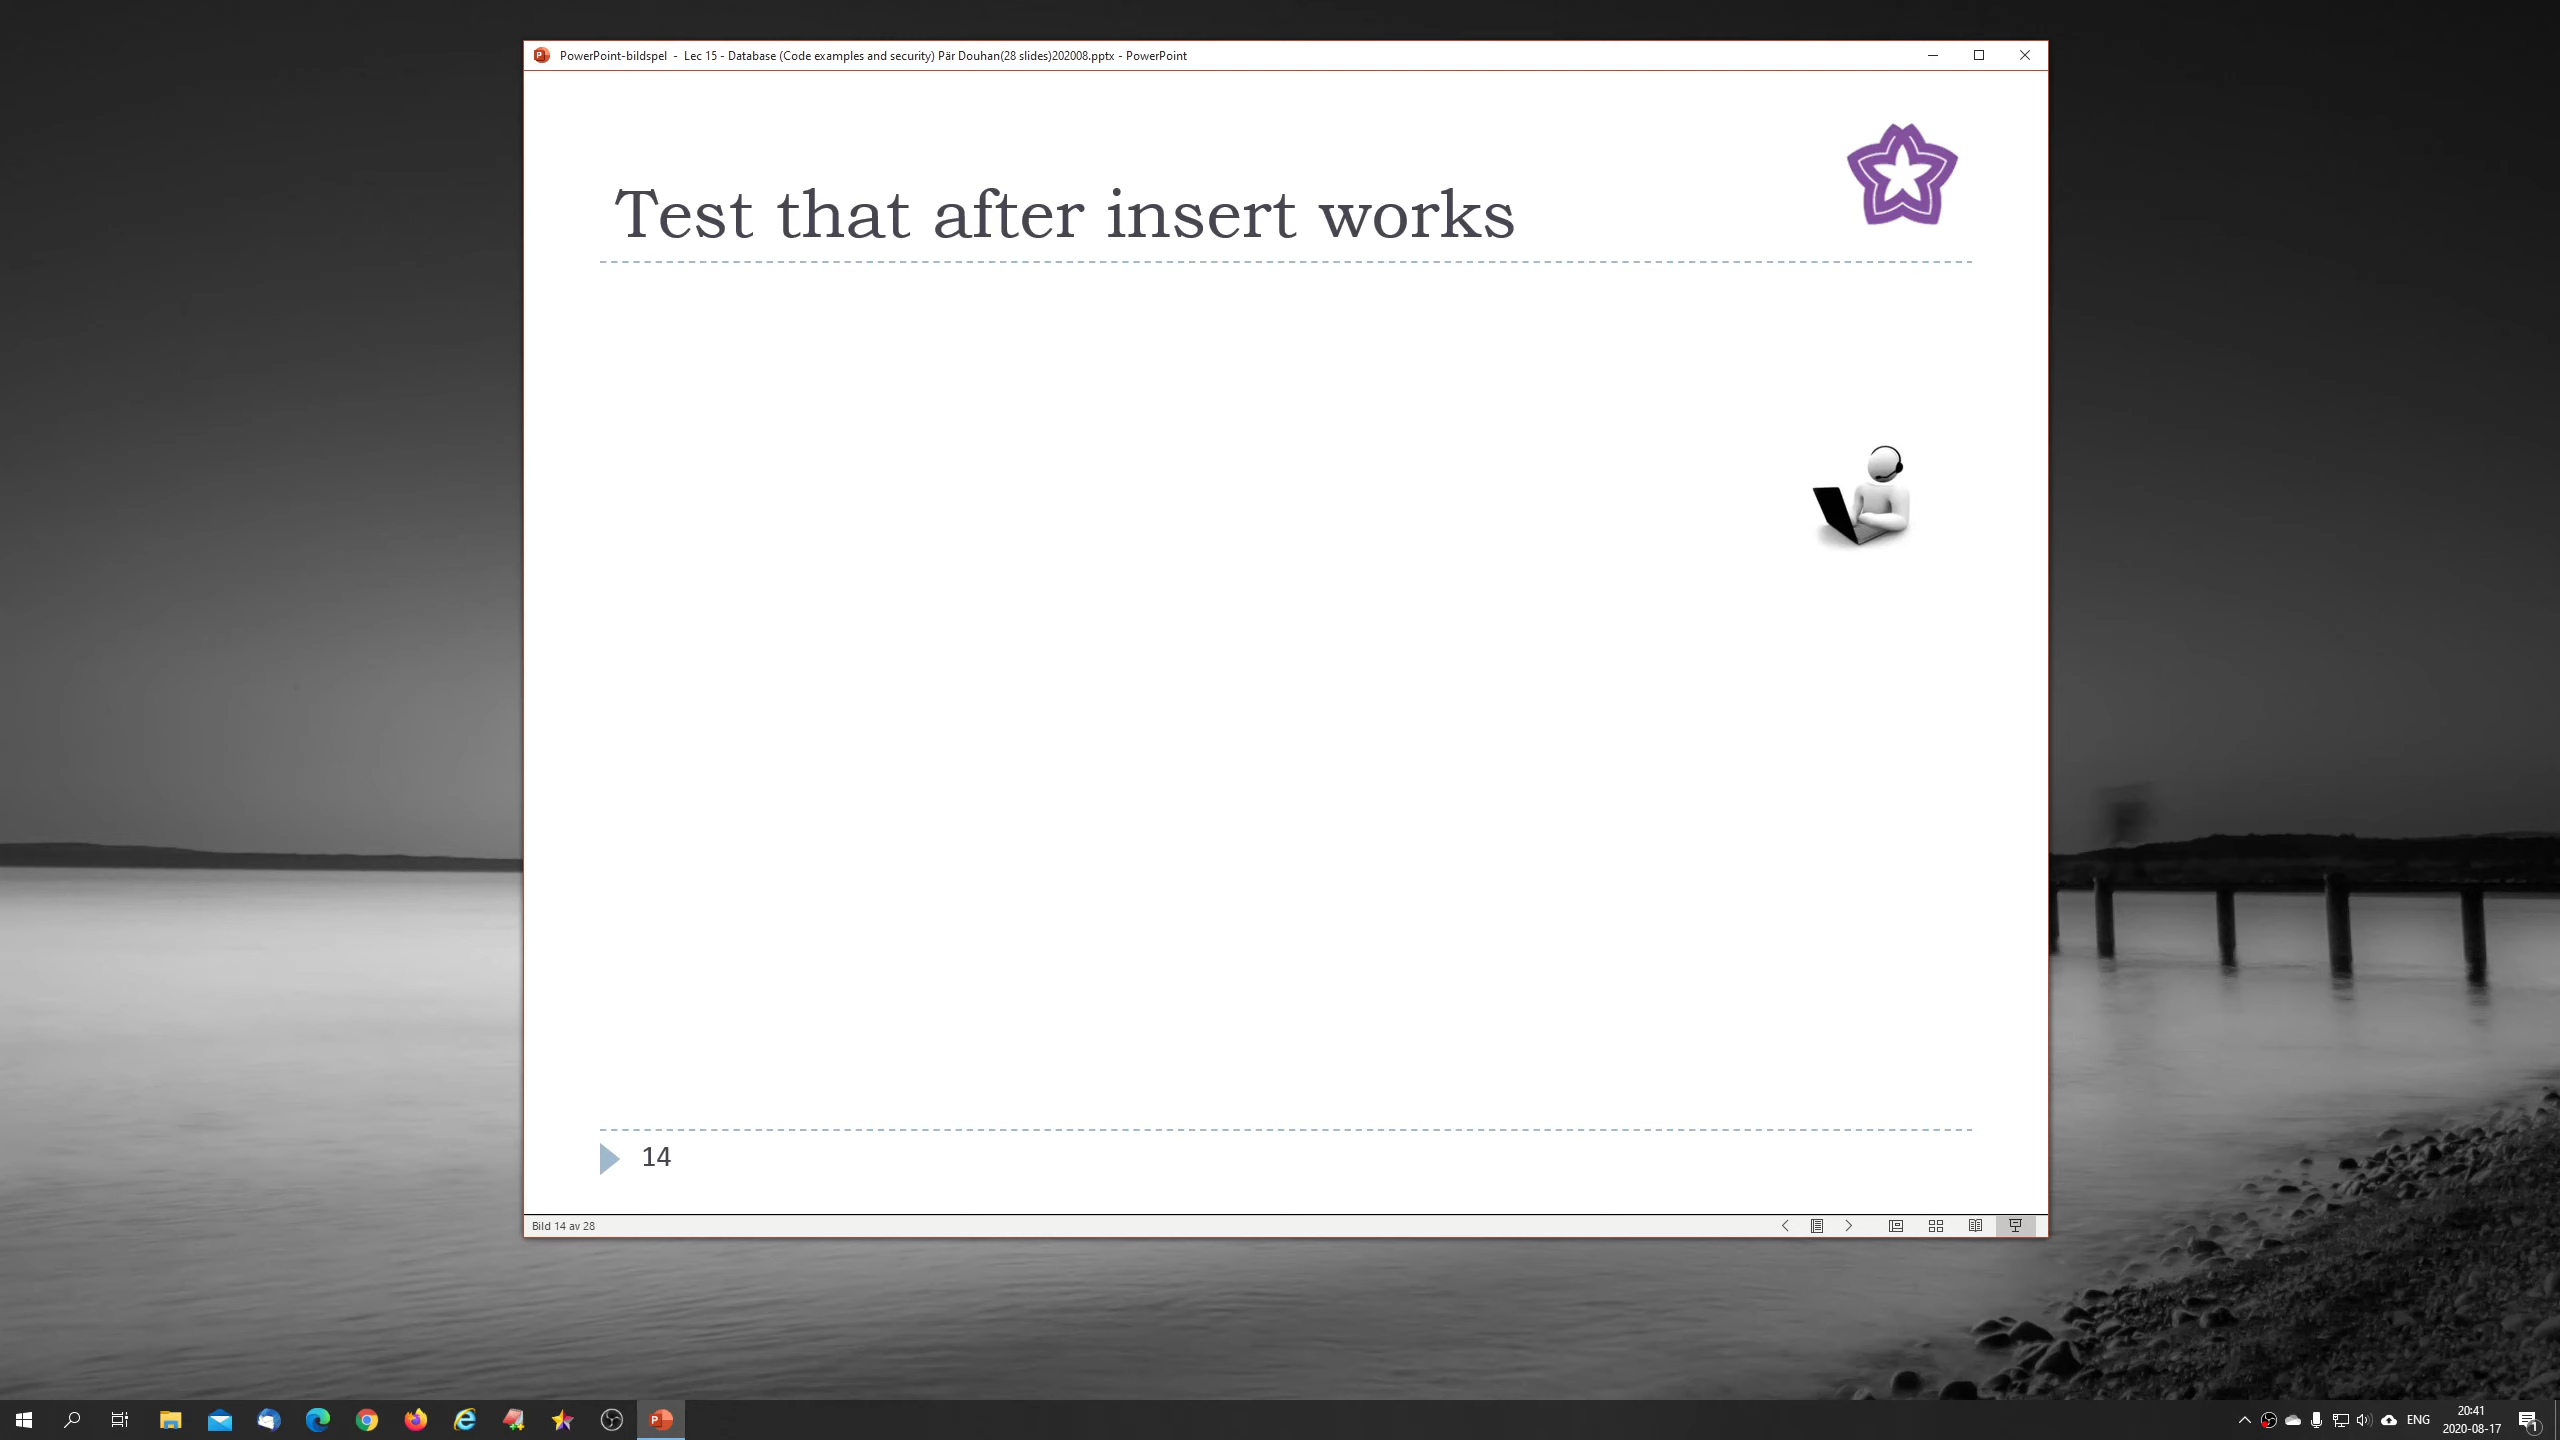 PowerPoint-bildspel - Lec 15 - Database (Code examples and security) Pär Douhan(28 slides)202008.pptx - PowerPoint
Test that after insert works
14
Bild 14 av 28
ENG
20:41
2020-08-17
1